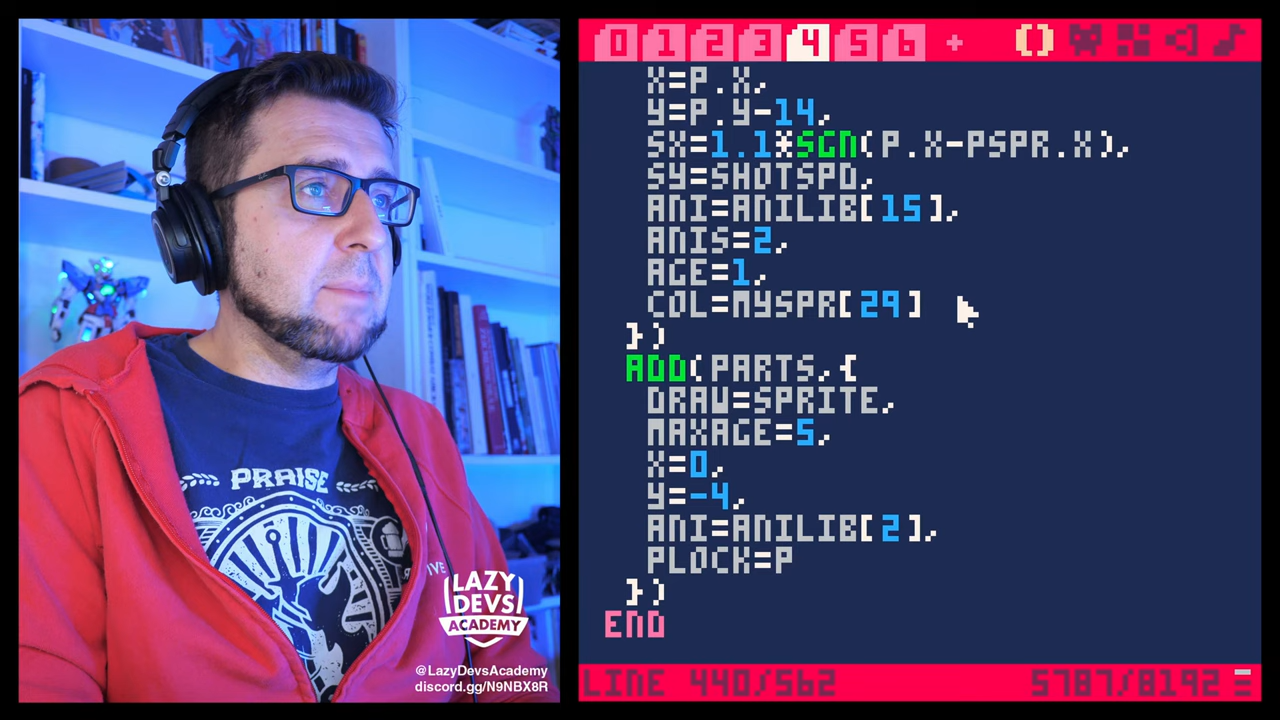 PRAISE
IVE
LAZY
DEVS
ACADEMY
@LazyDevsAcademy
discord.gg/N9NBX8R
0 1 2 3 4 5 6 + ()
X=P.X,
Y=P.Y-14,
SX=1.1*SGN(P.X-PSPR.X),
SY=SHOTSPD,
ANI=ANILIB[15],
ANIS=2,
AGE=1,
COL=MYSPR[29]
})
ADD(PARTS,{
DRAW=SPRITE,
MAXAGE=5,
X=0,
Y=-4,
ANI=ANILIB[2],
PLOCK=P
})
END
LINE 440/562
5787/8192